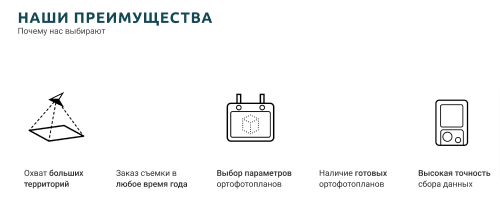 НАШИ ПРЕИМУЩЕСТВА
Почему нас выбирают
Охват больших
территорий
Заказ съемки в
любое время года
Выбор параметров
ортофотопланов
Наличие готовых
ортофотопланов
Высокая точность
сбора данных